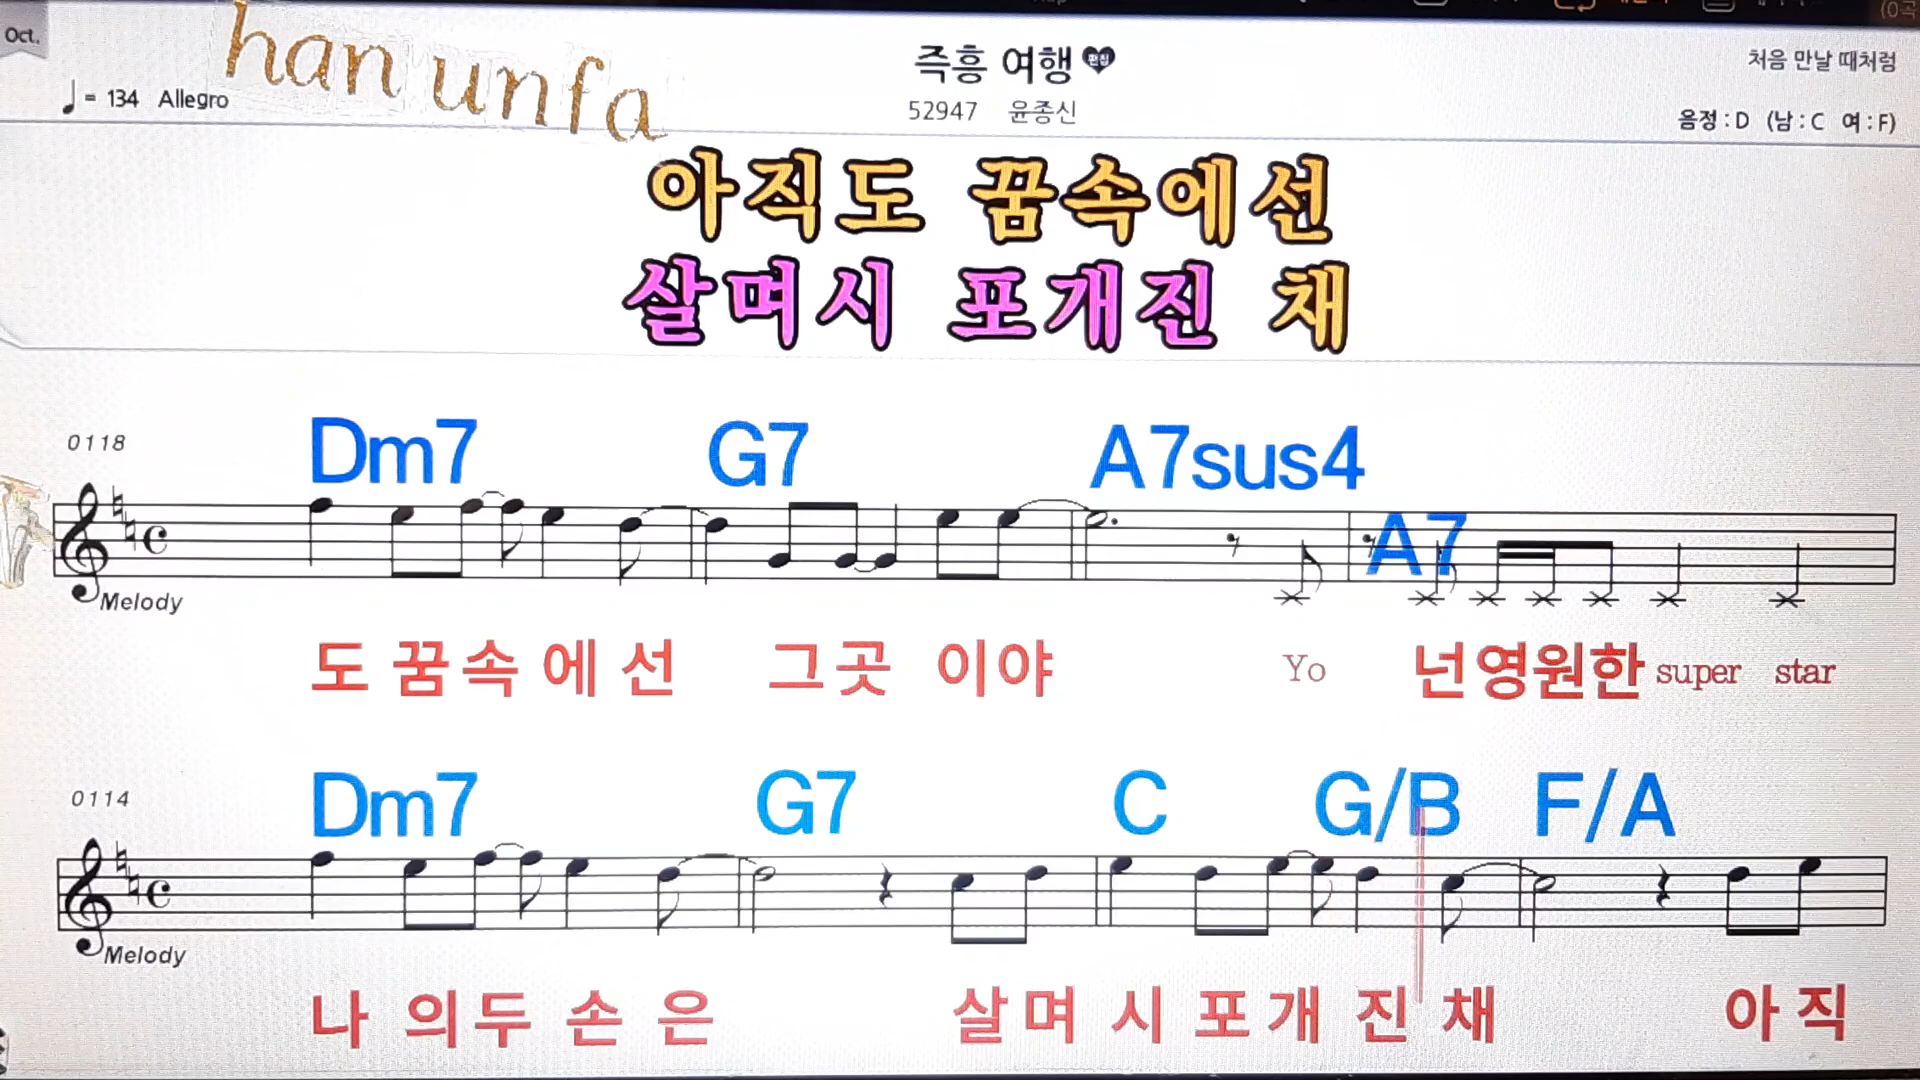 Oct.
han unfa
즉흥 여행 편집
처음 만날 때처럼
= 134 Allegro
52947 윤종신
음정 : D (남 : C 여 : F)
아직도 꿈속에선
살며시 포개진 채
0118
Dm7 G7 A7sus4 A7
Melody
도 꿈속 에 선 그곳 이야 Yo 넌영원한 super star
0114
Dm7 G7 C G/B F/A
Melody
나 의두 손 은 살며 시 포개 진 채 아 직